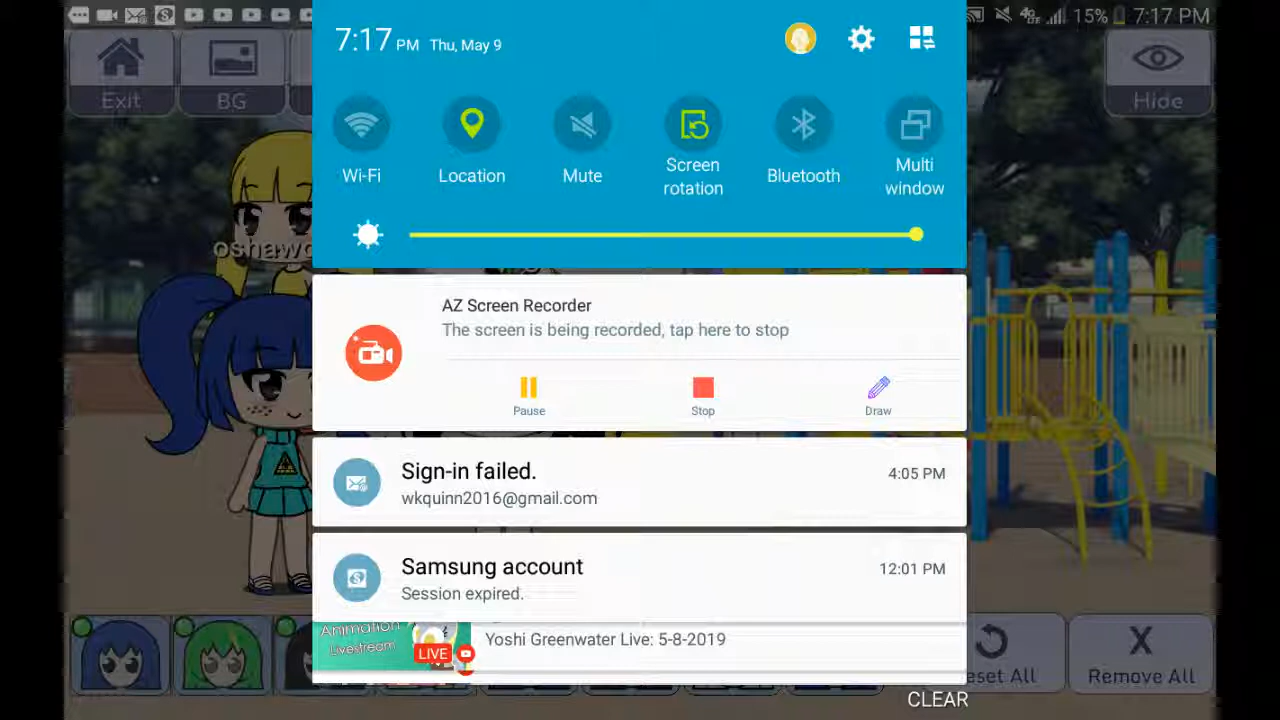 15% 7:17 PM
7:17 PM Thu, May 9
Exit
BG
Hide
Wi-Fi
Location
Mute
Screen
rotation
Bluetooth
Multi
window
oshawo
AZ Screen Recorder
The screen is being recorded, tap here to stop
Pause
Stop
Draw
Sign-in failed.
4:05 PM
wkquinn2016@gmail.com
Samsung account
12:01 PM
Session expired.
Animation
Livestream
LIVE
Yoshi Greenwater Live: 5-8-2019
eset All
Remove All
CLEAR